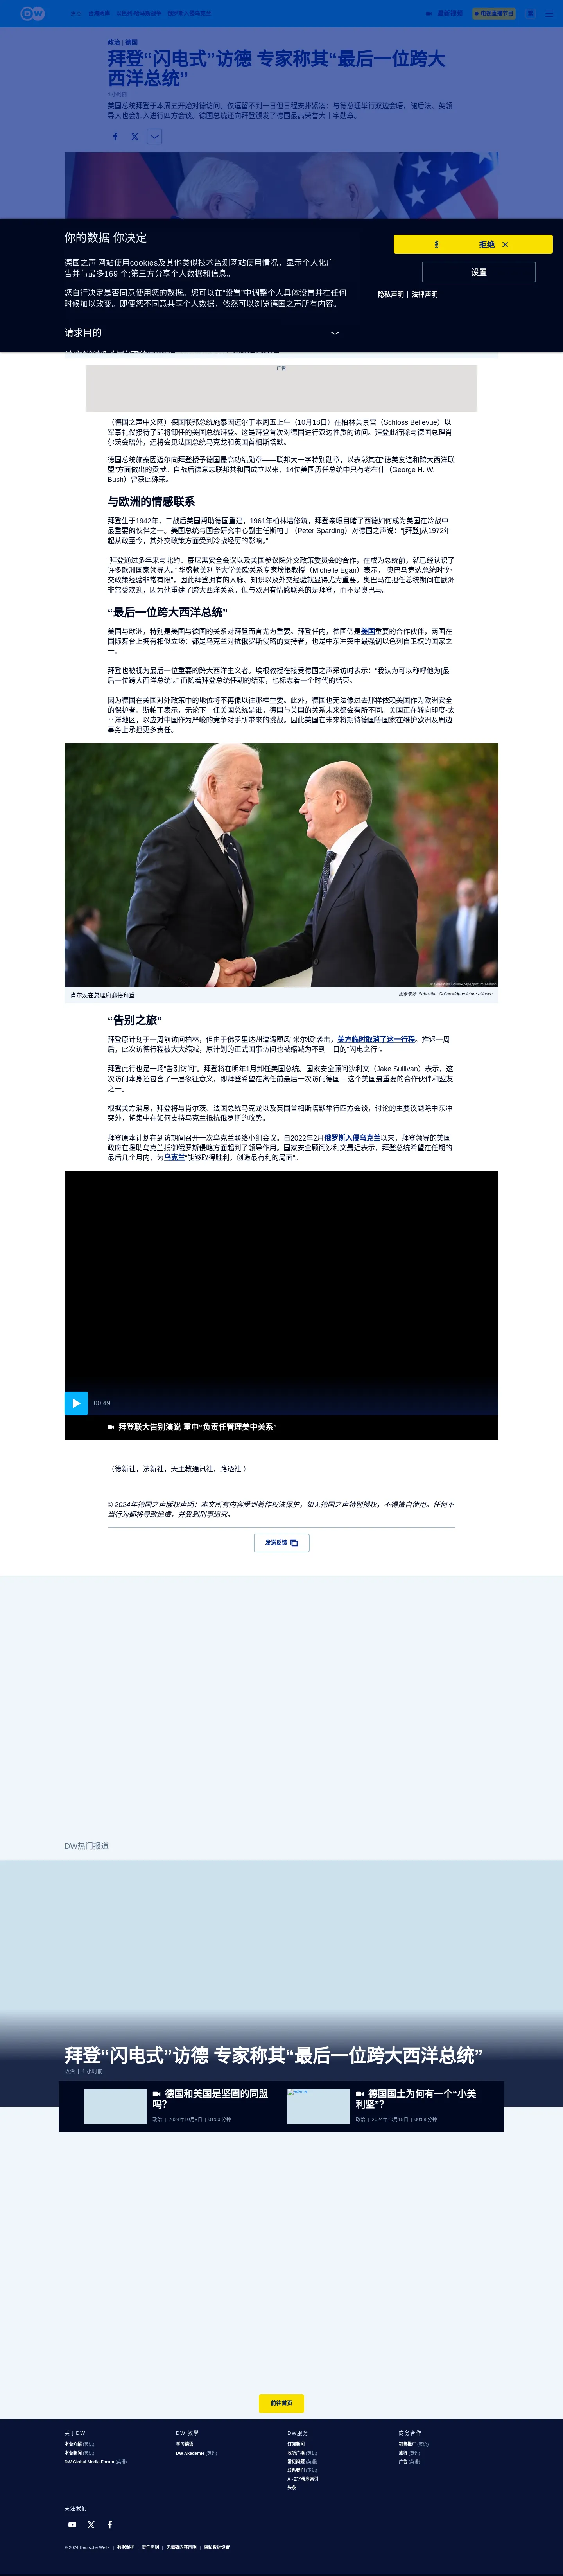 DW
最新视频
电视直播节目
政治 | 德国
拜登“闪电式”访德 专家称其“最后一位跨大
西洋总统”
4 小时前
美国总统拜登于本周五开始对德访问。仅逗留不到一日但日程安排紧凑：与德总理举行双边会晤，随后法、英领
导人也会加入进行四方会谈。德国总统还向拜登颁发了德国最高荣誉大十字勋章。
你的数据 你决定
拒绝
德国之声'网站使用cookies及其他类似技术监测网站使用情况，显示个人化广
告并与最多169 个;第三方分享个人数据和信息。
设置
您自行决定是否同意使用您的数据。您可以在“设置”中调整个人具体设置并在任何
时候加以改变。即便您不同意共享个人数据，依然可以浏览德国之声所有内容。
隐私声明 | 法律声明
请求目的
广告
（德国之声中文网）德国联邦总统施泰因迈尔于本周五上午（10月18日）在柏林美景宫（Schloss Bellevue）以
军事礼仪接待了即将卸任的美国总统拜登。这是拜登首次对德国进行双边性质的访问。拜登此行除与德国总理肖
尔茨会晤外，还将会见法国总统马克龙和英国首相斯塔默。
德国总统施泰因迈尔向拜登授予德国最高功绩勋章——联邦大十字特别勋章，以表彰其在“德美友谊和跨大西洋联
盟”方面做出的贡献。自战后德意志联邦共和国成立以来，14位美国历任总统中只有老布什（George H. W.
Bush）曾获此殊荣。
与欧洲的情感联系
拜登生于1942年，二战后美国帮助德国重建，1961年柏林墙修筑，拜登亲眼目睹了西德如何成为美国在冷战中
最重要的伙伴之一。美国总统与国会研究中心副主任斯帕丁（Peter Sparding）对德国之声说：“[拜登]从1972年
起从政至今，其外交政策方面受到冷战经历的影响。”
“拜登通过多年来与北约、慕尼黑安全会议以及美国参议院外交政策委员会的合作，在成为总统前，就已经认识了
许多欧洲国家领导人。” 华盛顿美利坚大学美欧关系专家埃根教授（Michelle Egan）表示， 奥巴马竞选总统时“外
交政策经验非常有限”，因此拜登拥有的人脉、知识以及外交经验就显得尤为重要。奥巴马在担任总统期间在欧洲
非常受欢迎，因为他重建了跨大西洋关系。但与欧洲有情感联系的是拜登，而不是奥巴马。
“最后一位跨大西洋总统”
美国与欧洲，特别是美国与德国的关系对拜登而言尤为重要。拜登任内，德国仍是美国重要的合作伙伴，两国在
国际舞台上拥有相似立场：都是乌克兰对抗俄罗斯侵略的支持者，也是中东冲突中最强调以色列自卫权的国家之
一。
拜登也被视为最后一位重要的跨大西洋主义者。埃根教授在接受德国之声采访时表示：“我认为可以称呼他为[最
后一位跨大西洋总统]。” 而随着拜登总统任期的结束，也标志着一个时代的结束。
因为德国在美国对外政策中的地位将不再像以往那样重要。此外，德国也无法像过去那样依赖美国作为欧洲安全
的保护者。斯帕丁表示，无论下一任美国总统是谁，德国与美国的关系未来都会有所不同。美国正在转向印度-太
平洋地区，以应对中国作为严峻的竞争对手所带来的挑战。因此美国在未来将期待德国等国家在维护欧洲及周边
事务上承担更多责任。
© Sebastian Gollnow/dpa/picture alliance
肖尔茨在总理府迎接拜登
图像来源: Sebastian Gollnow/dpa/picture alliance
“告别之旅”
拜登原计划于一周前访问柏林，但由于佛罗里达州遭遇飓风“米尔顿”袭击，美方临时取消了这一行程。推迟一周
后，此次访德行程被大大缩减，原计划的正式国事访问也被缩减为不到一日的“闪电之行”。
拜登此行也是一场“告别访问”。拜登将在明年1月卸任美国总统。国家安全顾问沙利文（Jake Sullivan）表示，这
次访问本身还包含了一层象征意义，即拜登希望在离任前最后一次访问德国 – 这个美国最重要的合作伙伴和盟友
之一。
根据美方消息，拜登将与肖尔茨、法国总统马克龙以及英国首相斯塔默举行四方会谈，讨论的主要议题除中东冲
突外，将集中在如何支持乌克兰抵抗俄罗斯的攻势。
拜登原本计划在到访期间召开一次乌克兰联络小组会议。自2022年2月俄罗斯入侵乌克兰以来，拜登领导的美国
政府在援助乌克兰抵御俄罗斯侵略方面起到了领导作用。国家安全顾问沙利文最近表示，拜登总统希望在任期的
最后几个月内，为乌克兰“能够取得胜利，创造最有利的局面”。
00:49
拜登联大告别演说 重申“负责任管理美中关系”
（德新社，法新社，天主教通讯社，路透社 ）
© 2024年德国之声版权声明：本文所有内容受到著作权法保护，如无德国之声特别授权，不得擅自使用。任何不
当行为都将导致追偿，并受到刑事追究。
发送反馈
DW热门报道
拜登“闪电式”访德 专家称其“最后一位跨大西洋总统”
政治 | 4 小时前
德国和美国是坚固的同盟
吗？
政治 | 2024年10月8日 | 01:00 分钟
德国国土为何有一个“小美
利坚”？
政治 | 2024年10月15日 | 00:58 分钟
前往首页
关于DW
本台介绍 (英语)
本台新闻 (英语)
DW Global Media Forum (英语)
DW 教學
学习德语
DW Akademie (英语)
DW服务
订阅新闻
收听广播 (英语)
常见问题 (英语)
联系我们 (英语)
A - Z字母序索引
头条
商务合作
销售推广 (英语)
旅行 (英语)
广告 (英语)
关注我们
© 2024 Deutsche Welle | 数据保护 | 责任声明 | 无障碍内容声明 | 隐私数据设置